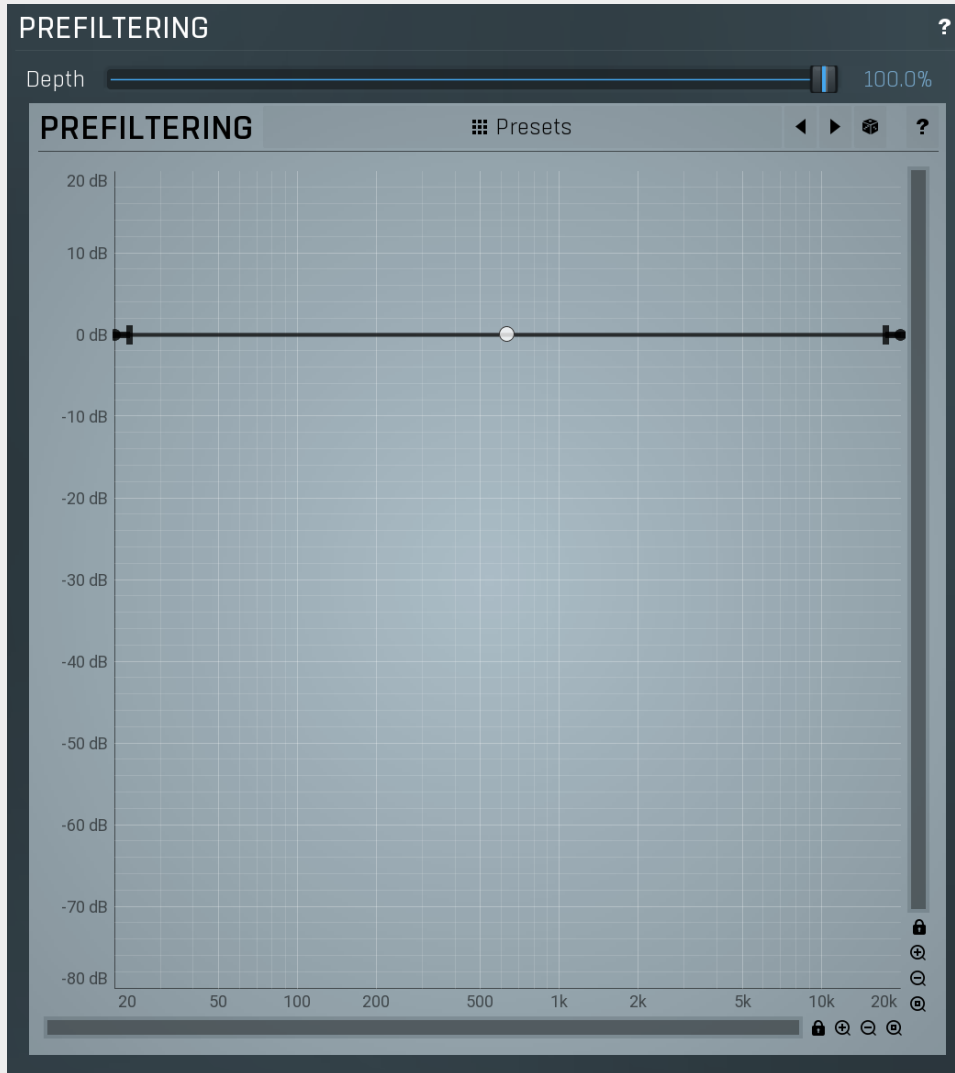 PREFILTERING ?
Depth 100.0%
PREFILTERING Presets ?
20 dB
10 dB
0 dB
-10 dB
-20 dB
-30 dB
-40 dB
-50 dB
-60 dB
-70 dB
-80 dB
20 50 100 200 500 1k 2k 5k 10k 20k